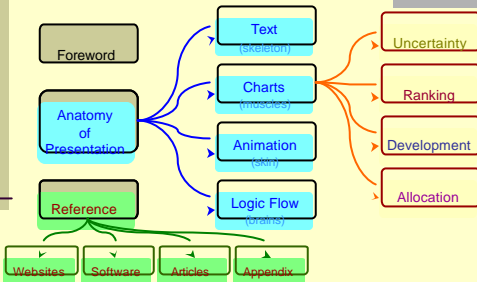 Foreword
Anatomy
of
Presentation
Reference
Text
(skeleton)
Charts
(muscles)
Animation
(skin)
Logic Flow
(brains)
Uncertainty
Ranking
Development
Allocation
Websites
Software
Articles
Appendix